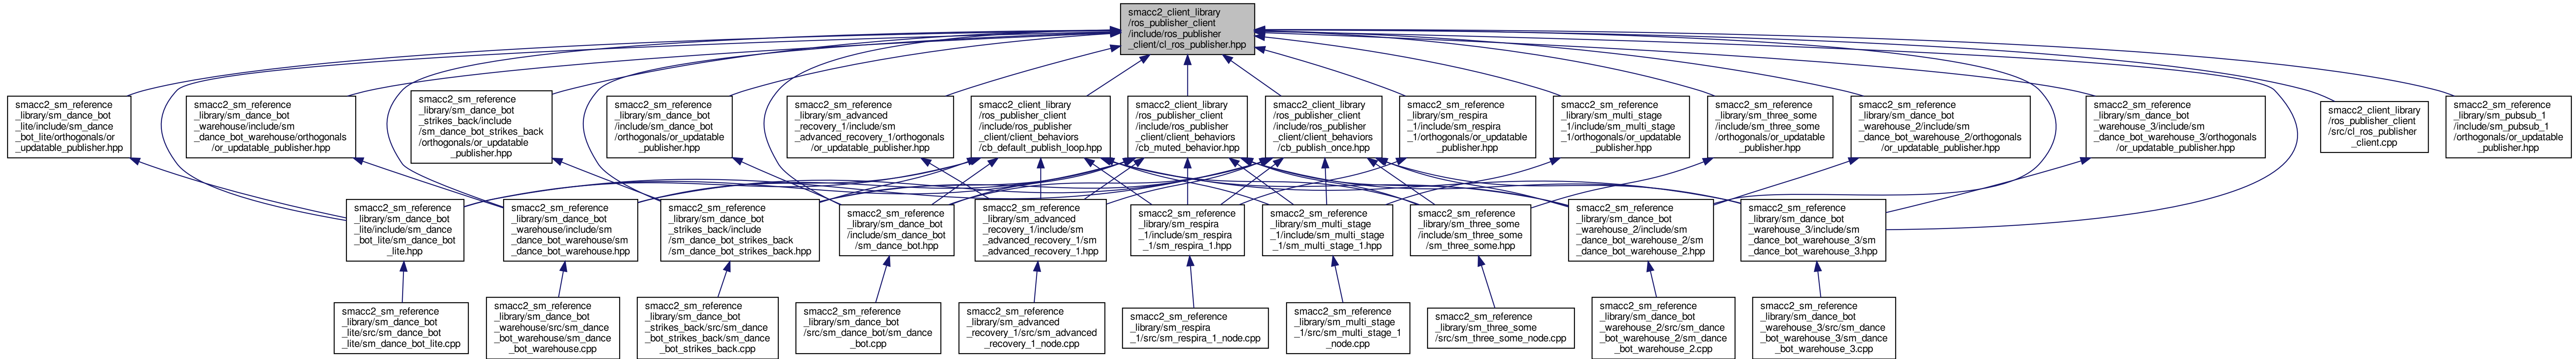 smacc2_client_library
/ros_publisher_client
/include/ros_publisher
_client/cl_ros_publisher.hpp
smacc2_sm_reference
_library/sm_dance_bot
_lite/include/sm_dance
_bot_lite/orthogonals/or
_updatable_publisher.hpp
smacc2_sm_reference
_library/sm_dance_bot
_warehouse/include/sm
_dance_bot_warehouse/orthogonals
/or_updatable_publisher.hpp
smacc2_sm_reference
_library/sm_dance_bot
_strikes_back/include
/sm_dance_bot_strikes_back
/orthogonals/or_updatable
_publisher.hpp
smacc2_sm_reference
_library/sm_dance_bot
/include/sm_dance_bot
/orthogonals/or_updatable
_publisher.hpp
smacc2_sm_reference
_library/sm_advanced
_recovery_1/include/sm
_advanced_recovery_1/orthogonals
/or_updatable_publisher.hpp
smacc2_client_library
/ros_publisher_client
/include/ros_publisher
_client/client_behaviors
/cb_default_publish_loop.hpp
smacc2_client_library
/ros_publisher_client
/include/ros_publisher
_client/client_behaviors
/cb_muted_behavior.hpp
smacc2_client_library
/ros_publisher_client
/include/ros_publisher
_client/client_behaviors
/cb_publish_once.hpp
smacc2_sm_reference
_library/sm_respira
_1/include/sm_respira
_1/orthogonals/or_updatable
_publisher.hpp
smacc2_sm_reference
_library/sm_multi_stage
_1/include/sm_multi_stage
_1/orthogonals/or_updatable
_publisher.hpp
smacc2_sm_reference
_library/sm_three_some
/include/sm_three_some
/orthogonals/or_updatable
_publisher.hpp
smacc2_sm_reference
_library/sm_dance_bot
_warehouse_2/include/sm
_dance_bot_warehouse_2/orthogonals
/or_updatable_publisher.hpp
smacc2_sm_reference
_library/sm_dance_bot
_warehouse_3/include/sm
_dance_bot_warehouse_3/orthogonals
/or_updatable_publisher.hpp
smacc2_client_library
/ros_publisher_client
/src/cl_ros_publisher
_client.cpp
smacc2_sm_reference
_library/sm_pubsub_1
/include/sm_pubsub_1
/orthogonals/or_updatable
_publisher.hpp
smacc2_sm_reference
_library/sm_dance_bot
_lite/include/sm_dance
_bot_lite/sm_dance_bot
_lite.hpp
smacc2_sm_reference
_library/sm_dance_bot
_warehouse/include/sm
_dance_bot_warehouse/sm
_dance_bot_warehouse.hpp
smacc2_sm_reference
_library/sm_dance_bot
_strikes_back/include
/sm_dance_bot_strikes_back
/sm_dance_bot_strikes_back.hpp
smacc2_sm_reference
_library/sm_dance_bot
/include/sm_dance_bot
/sm_dance_bot.hpp
smacc2_sm_reference
_library/sm_advanced
_recovery_1/include/sm
_advanced_recovery_1/sm
_advanced_recovery_1.hpp
smacc2_sm_reference
_library/sm_respira
_1/include/sm_respira
_1/sm_respira_1.hpp
smacc2_sm_reference
_library/sm_multi_stage
_1/include/sm_multi_stage
_1/sm_multi_stage_1.hpp
smacc2_sm_reference
_library/sm_three_some
/include/sm_three_some
/sm_three_some.hpp
smacc2_sm_reference
_library/sm_dance_bot
_warehouse_2/include/sm
_dance_bot_warehouse_2/sm
_dance_bot_warehouse_2.hpp
smacc2_sm_reference
_library/sm_dance_bot
_warehouse_3/include/sm
_dance_bot_warehouse_3/sm
_dance_bot_warehouse_3.hpp
smacc2_sm_reference
_library/sm_dance_bot
_lite/src/sm_dance_bot
_lite/sm_dance_bot_lite.cpp
smacc2_sm_reference
_library/sm_dance_bot
_warehouse/src/sm_dance
_bot_warehouse/sm_dance
_bot_warehouse.cpp
smacc2_sm_reference
_library/sm_dance_bot
_strikes_back/src/sm_dance
_bot_strikes_back/sm_dance
_bot_strikes_back.cpp
smacc2_sm_reference
_library/sm_dance_bot
/src/sm_dance_bot/sm_dance
_bot.cpp
smacc2_sm_reference
_library/sm_advanced
_recovery_1/src/sm_advanced
_recovery_1_node.cpp
smacc2_sm_reference
_library/sm_respira
_1/src/sm_respira_1_node.cpp
smacc2_sm_reference
_library/sm_multi_stage
_1/src/sm_multi_stage_1
_node.cpp
smacc2_sm_reference
_library/sm_three_some
/src/sm_three_some_node.cpp
smacc2_sm_reference
_library/sm_dance_bot
_warehouse_2/src/sm_dance
_bot_warehouse_2/sm_dance
_bot_warehouse_2.cpp
smacc2_sm_reference
_library/sm_dance_bot
_warehouse_3/src/sm_dance
_bot_warehouse_3/sm_dance
_bot_warehouse_3.cpp